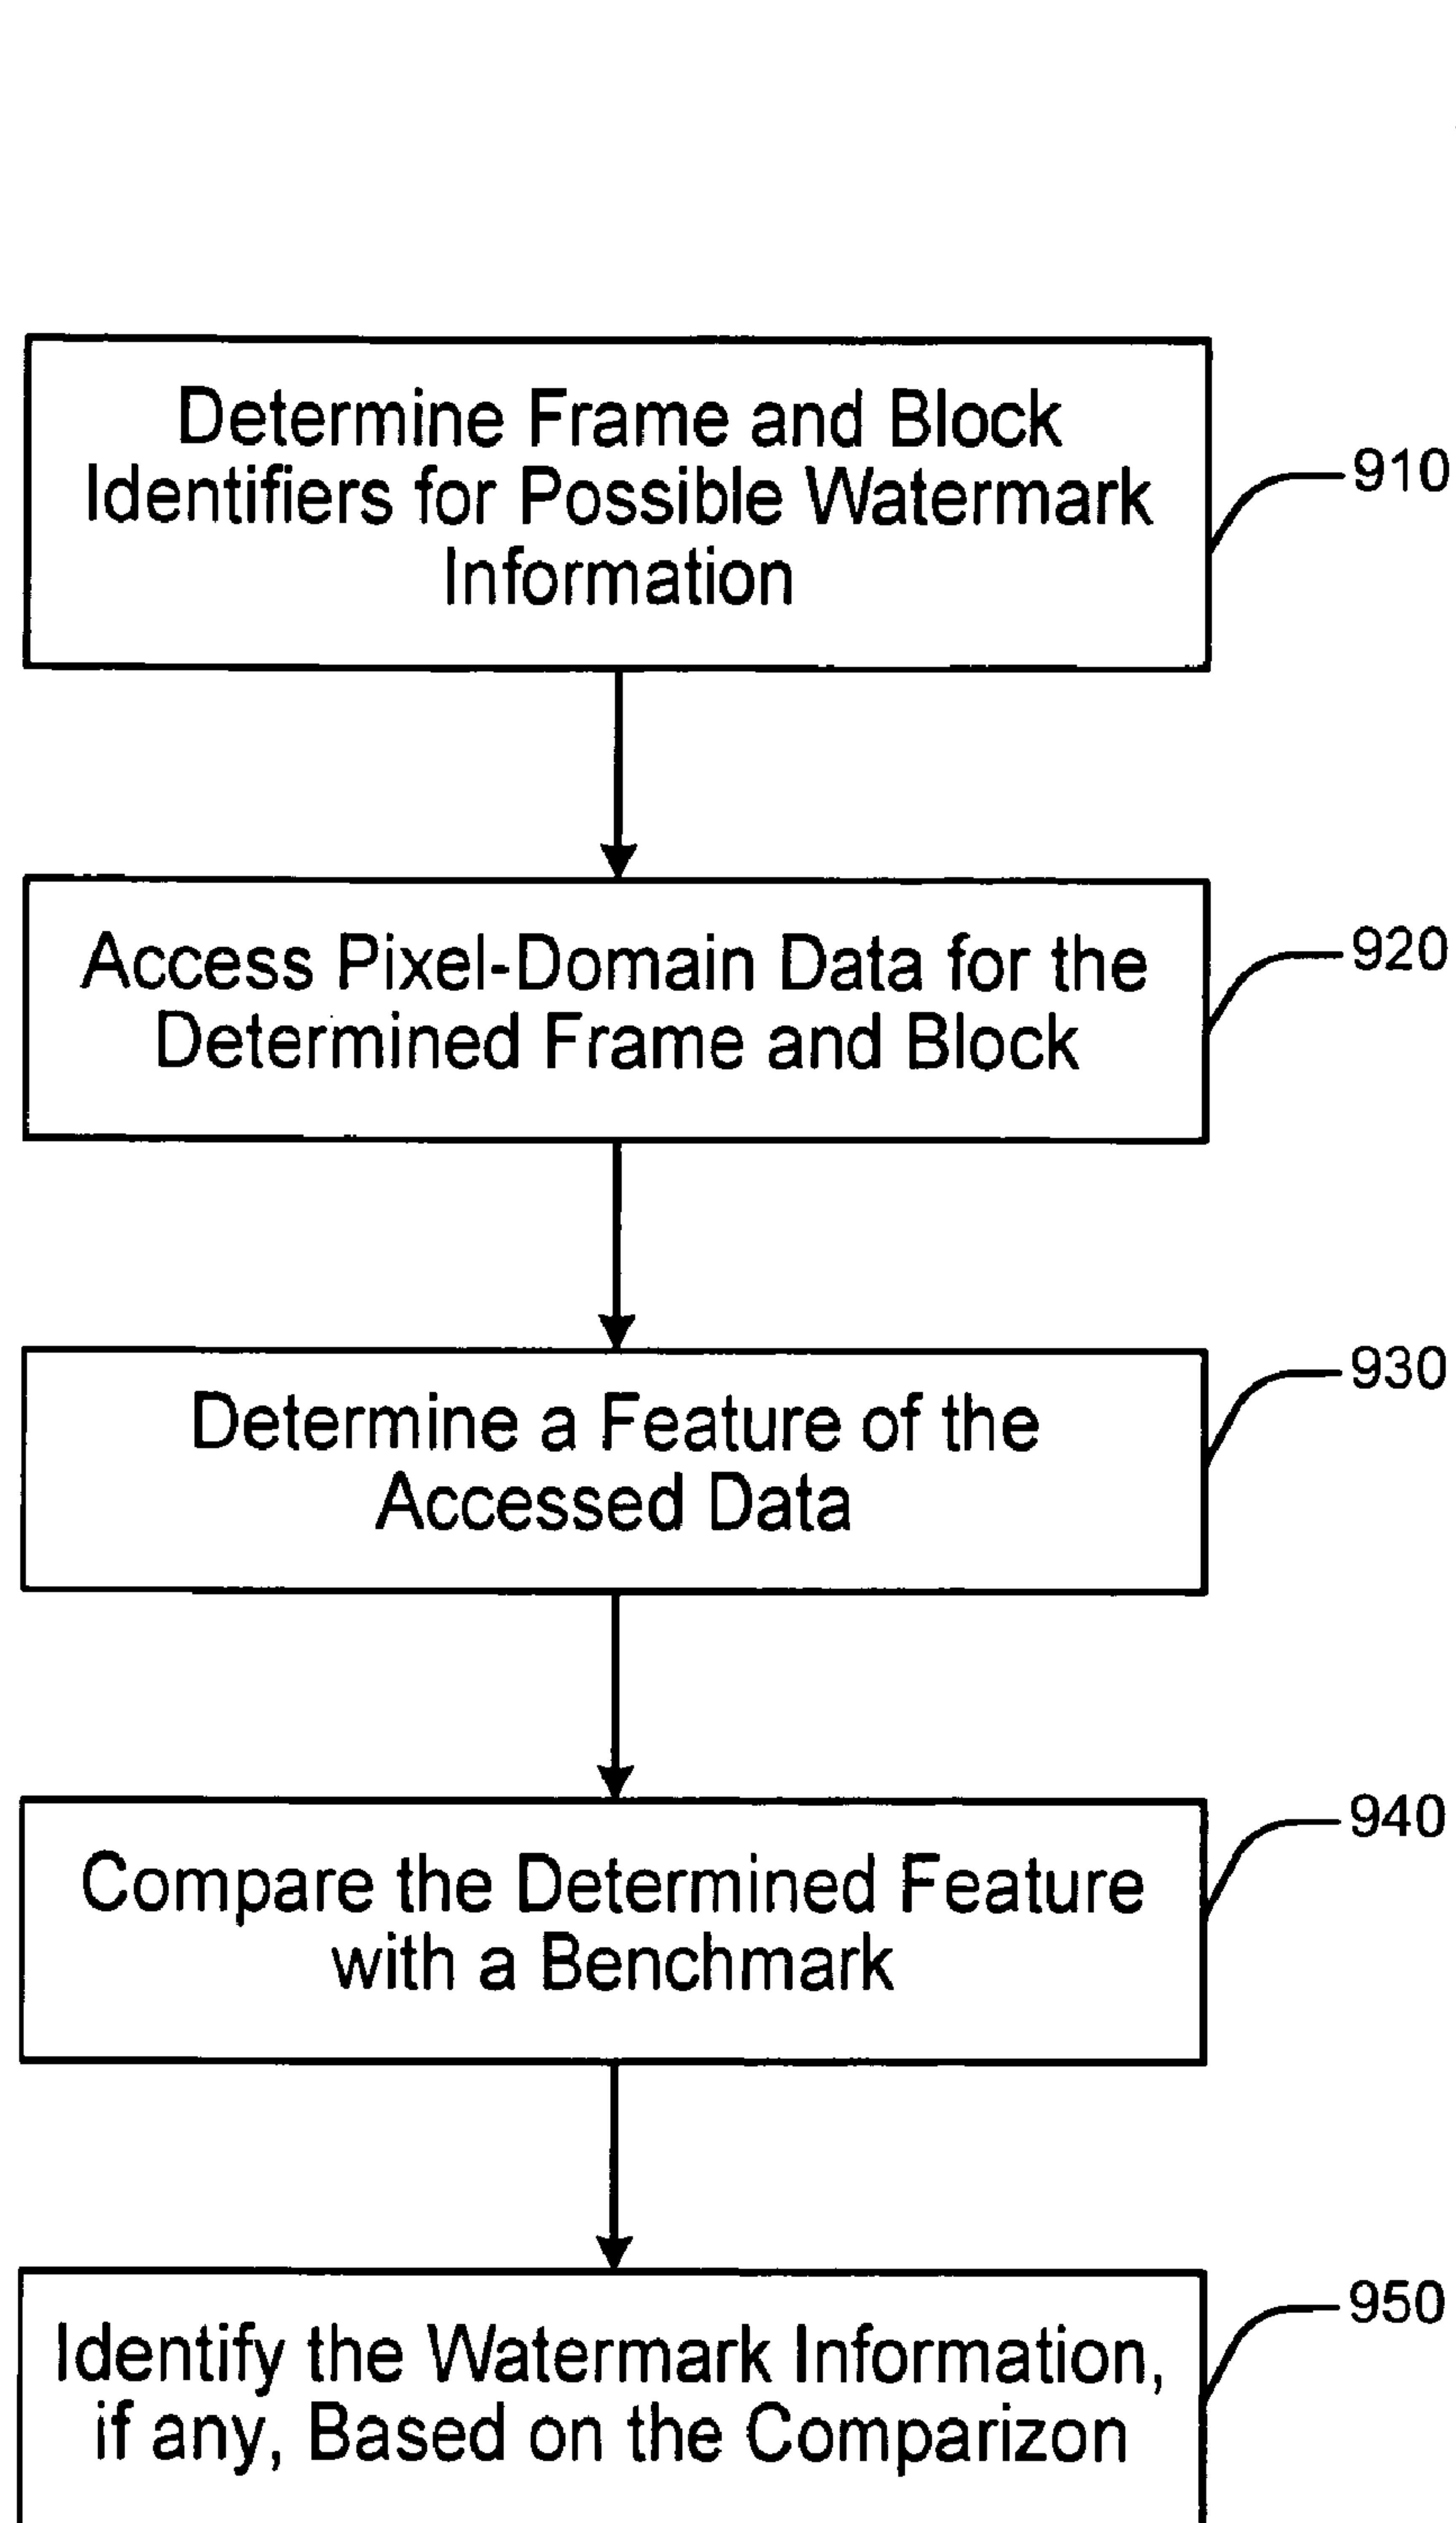 Determine Frame and Block
Identifiers for Possible Watermark
Information
910
Access Pixel-Domain Data for the
Determined Frame and Block
920
Determine a Feature of the
Accessed Data
930
Compare the Determined Feature
with a Benchmark
940
Identify the Watermark Information,
if any, Based on the Comparizon
950